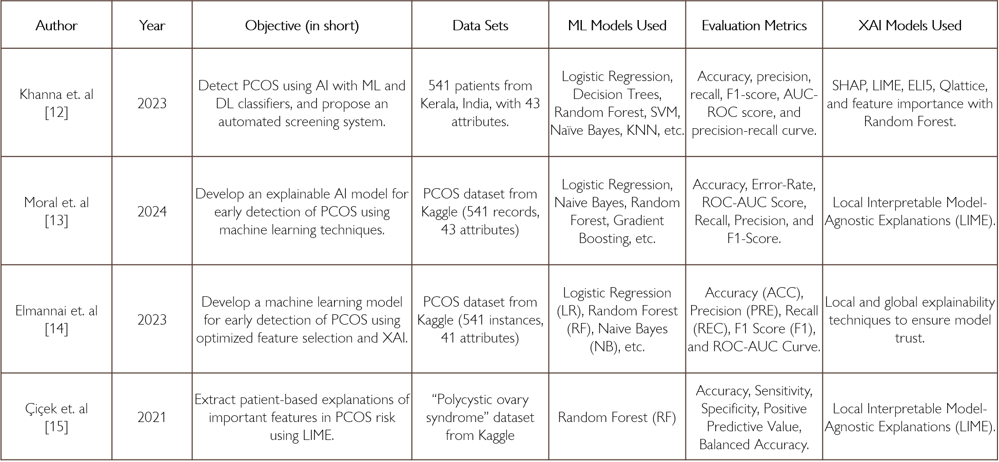 Author Year Objective (in short) Data Sets ML Models Used Evaluation Metrics XAI Models Used
Khanna et. al
[12]
2023
Detect PCOS using AI with ML and
DL classifiers, and propose an
automated screening system.
541 patients from
Kerala, India, with 43
attributes.
Logistic Regression,
Decision Trees,
Random Forest, SVM,
Naïve Bayes, KNN, etc.
Accuracy, precision,
recall, F1-score, AUC-
ROC score, and
precision-recall curve.
SHAP, LIME, ELI5, Qlattice,
and feature importance with
Random Forest.
Moral et. al
[13]
2024
Develop an explainable AI model for
early detection of PCOS using
machine learning techniques.
PCOS dataset from
Kaggle (541 records,
43 attributes)
Logistic Regression,
Naive Bayes, Random
Forest, Gradient
Boosting, etc.
Accuracy, Error-Rate,
ROC-AUC Score,
Recall, Precision, and
F1-Score.
Local Interpretable Model-
Agnostic Explanations (LIME).
Elmannai et. al
[14]
2023
Develop a machine learning model
for early detection of PCOS using
optimized feature selection and XAI.
PCOS dataset from
Kaggle (541 instances,
41 attributes)
Logistic Regression
(LR), Random Forest
(RF), Naive Bayes
(NB), etc.
Accuracy (ACC),
Precision (PRE), Recall
(REC), F1 Score (F1),
and ROC-AUC Curve.
Local and global explainability
techniques to ensure model
trust.
Çiçek et. al
[15]
2021
Extract patient-based explanations of
important features in PCOS risk
using LIME.
“Polycystic ovary
syndrome” dataset
from Kaggle
Random Forest (RF)
Accuracy, Sensitivity,
Specificity, Positive
Predictive Value,
Balanced Accuracy.
Local Interpretable Model-
Agnostic Explanations (LIME).